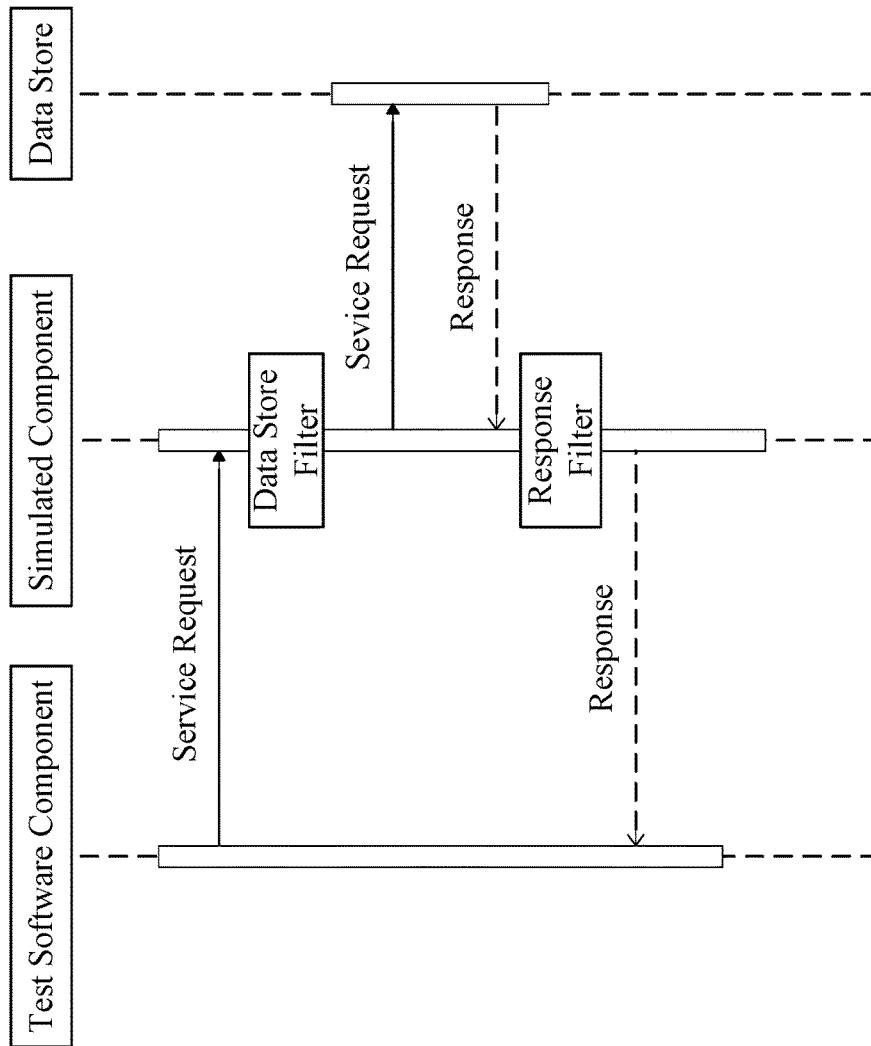 Test Software Component
Simulated Component
Data Store
Service Request
Data Store
Filter
Sevice Request
Response
Response
Filter
Response